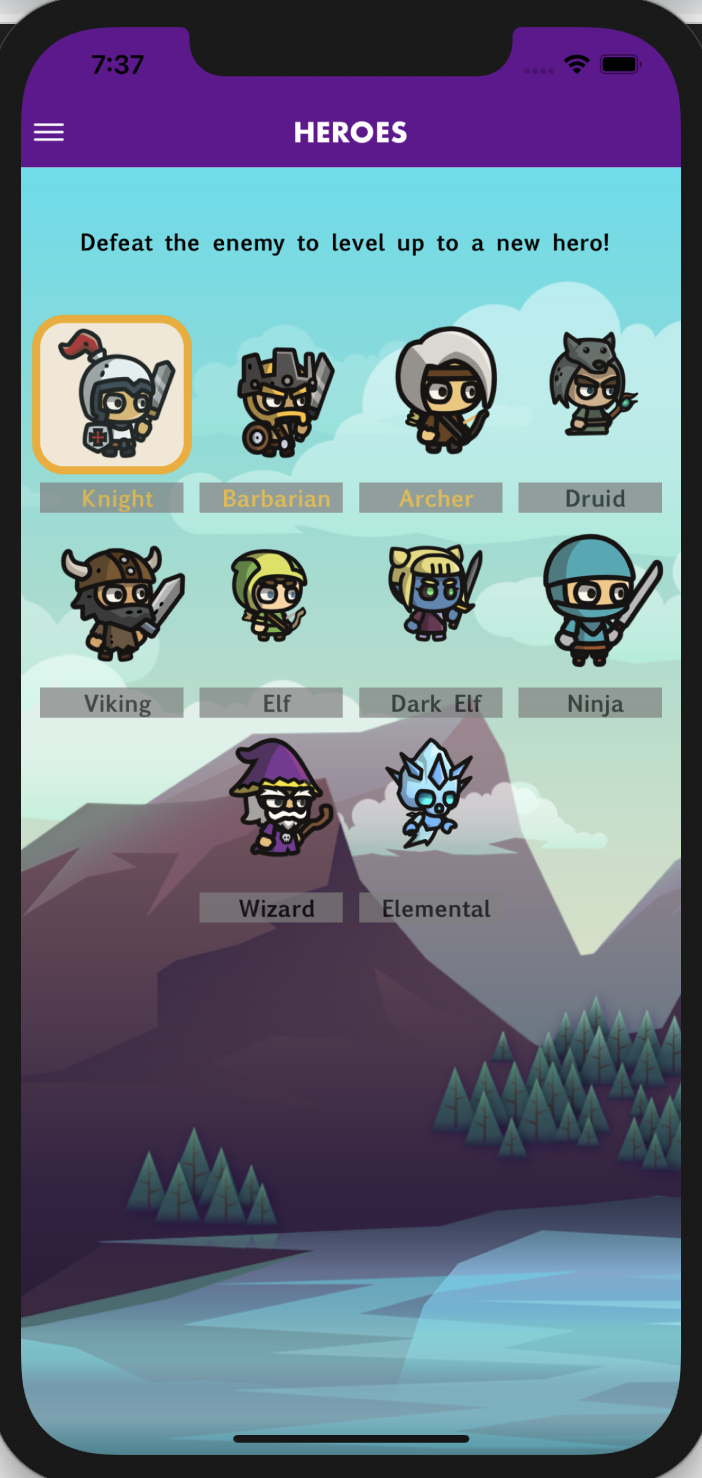 7:37
HEROES
Defeat the enemy to level up to a new hero!
Knight Barbarian Archer Druid
Viking Elf Dark Elf Ninja
Wizard Elemental